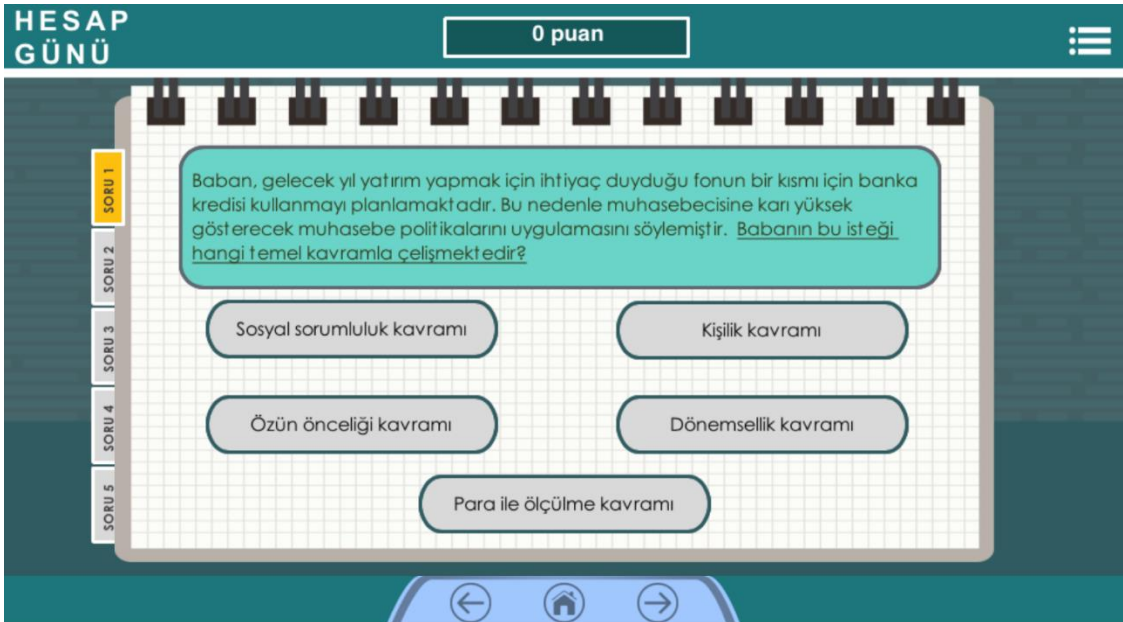 HESAP
GÜNÜ
0 puan
SORU 1
SORU 2
SORU 3
SORU 4
SORU 5
Baban, gelecek yıl yatırım yapmak için ihtiyaç duyduğu fonun bir kısmı için banka
kredisi kullanmayı planlamaktadır. Bu nedenle muhasebecisine karı yüksek
gösterecek muhasebe politikalarını uygulamasını söylemiştir. Babanın bu isteği
hangi temel kavramla çelişmektedir?
Sosyal sorumluluk kavramı
Kişilik kavramı
Özün önceliği kavramı
Dönemsellik kavramı
Para ile ölçülme kavramı